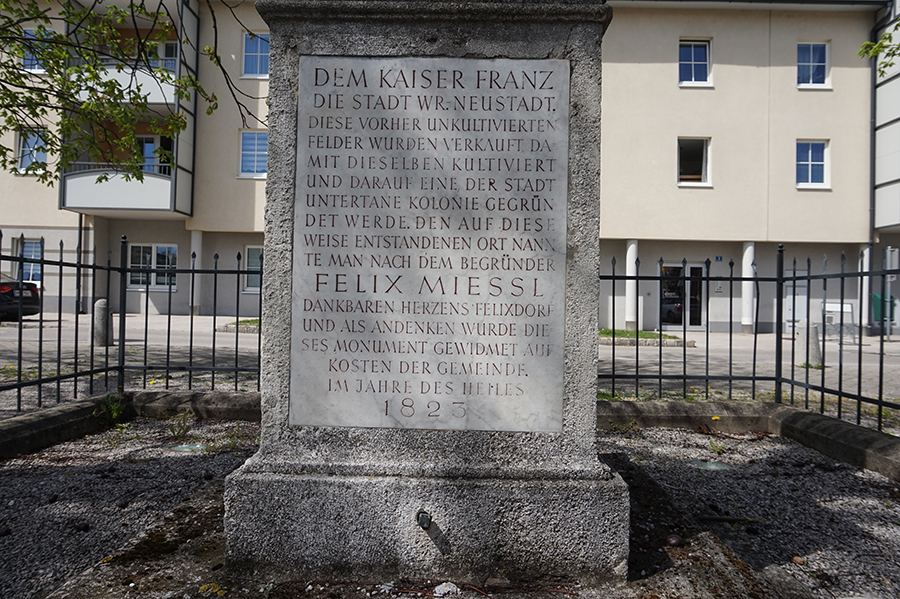 DEM KAISER FRANZ
DIE STADT WR.-NEUSTADT.
DIESE VORHER UNKULTIVIERTEN
FELDER WURDEN VERKAUFT DA
MIT DIESELBEN KULTIVIERT
UND DARAUF EINE DER STADT
UNTERTANE KOLONIE GEGRÜN
DET WERDE. DEN AUF DIESE
WEISE ENTSTANDENEN ORT NANN
TE MAN NACH DEM BEGRÜNDER
FELIX MIESSL
DANKBAREN HERZENS FELIXDORF
UND ALS ANDENKEN WURDE DIE
SES MONUMENT GEWIDMET AUF
KOSTEN DER GEMEINDE.
IM JAHRE DES HEILES
1823